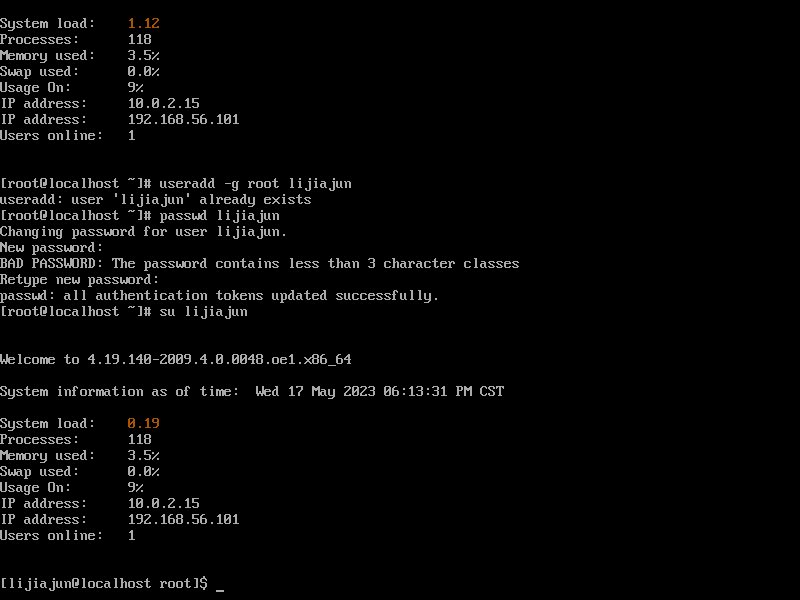 System load:    1.12
Processes:      118
Memory used:    3.5%
Swap used:      0.0%
Usage On:       9%
IP address:     10.0.2.15
IP address:     192.168.56.101
Users online:   1
[root@localhost ~]# useradd -g root lijiajun
useradd: user 'lijiajun' already exists
[root@localhost ~]# passwd lijiajun
Changing password for user lijiajun.
New password:
BAD PASSWORD: The password contains less than 3 character classes
Retype new password:
passwd: all authentication tokens updated successfully.
[root@localhost ~]# su lijiajun
Welcome to 4.19.140-2009.4.0.0048.oe1.x86_64
System information as of time:  Wed 17 May 2023 06:13:31 PM CST
System load:    0.19
Processes:      118
Memory used:    3.5%
Swap used:      0.0%
Usage On:       9%
IP address:     10.0.2.15
IP address:     192.168.56.101
Users online:   1
[lijiajun@localhost root]$ _